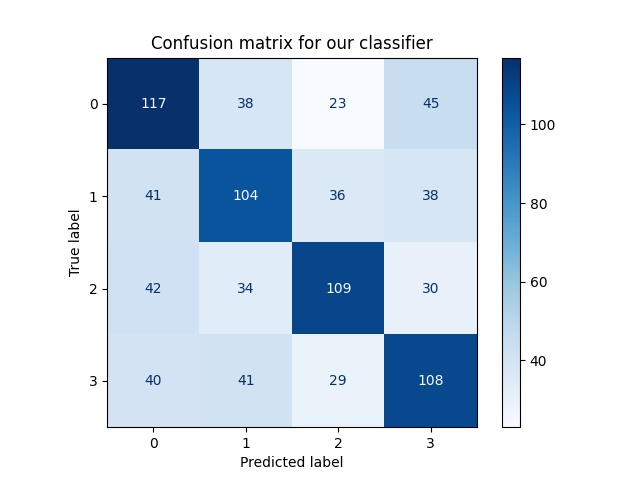 Confusion matrix for our classifier
True label
0 117 38 23 45
1 41 104 36 38
2 42 34 109 30
3 40 41 29 108
0 1 2 3
Predicted label
100
80
60
40